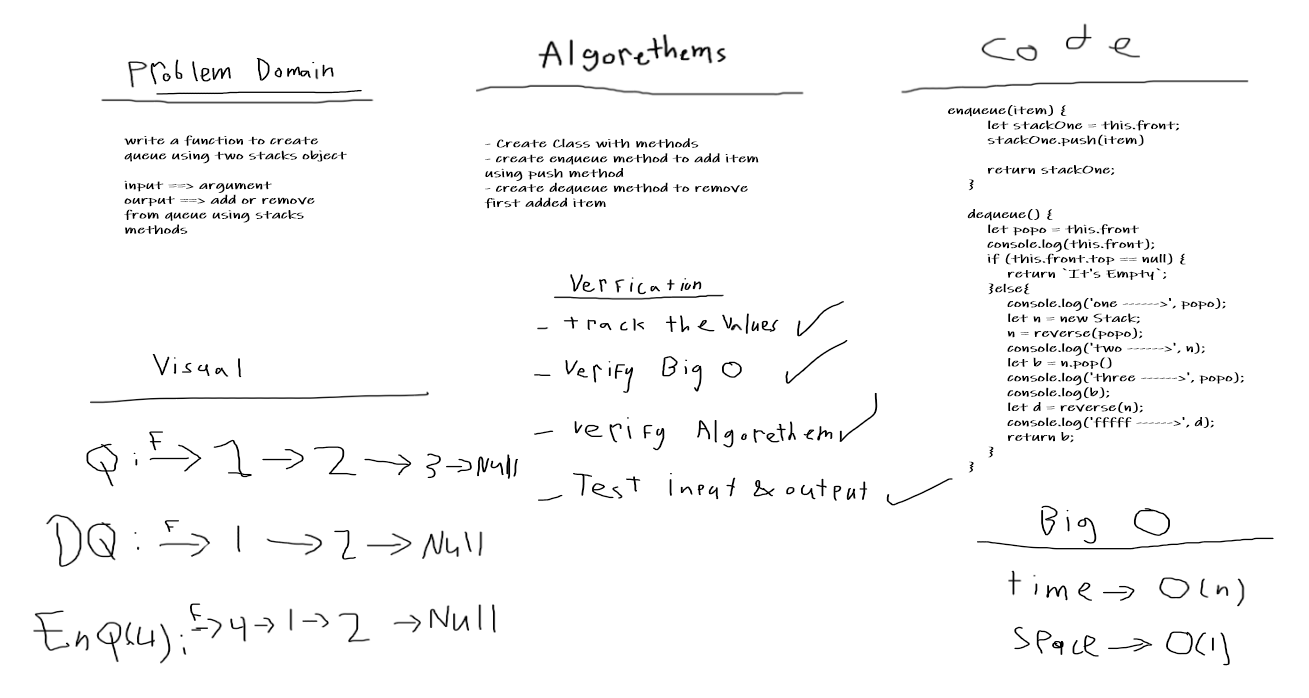 Problem Domain
write a function to create
queue using two stacks object
input ==> argument
ourput ==> add or remove
from queue using stacks
methods
Visual
Q : F → 1 → 2 → 3 → Null
DQ : F → 1 → 2 → Null
EnQ(4) : F → 4 → 1 → 2 → Null
Algorethems
- Create Class with methods
- create enqueue method to add item
using push method
- create dequeue method to remove
first added item
Verfication
- track the values ✓
- Verify Big O ✓
- verify Algorethem ✓
- Test input & output ✓
Code
enqueue(item) {
let stackOne = this.front;
stackOne.push(item)
return stackOne;
}
dequeue() {
let popo = this.front
console.log(this.front);
if (this.front.top == null) {
return `It's Empty`;
}else{
console.log('one ------>', popo);
let n = new Stack;
n = reverse(popo);
console.log('two ------>', n);
let b = n.pop()
console.log('three ------>', popo);
console.log(b);
let d = reverse(n);
console.log('fffff ------>', d);
return b;
}
}
Big O
time → O(n)
Space → O(1)